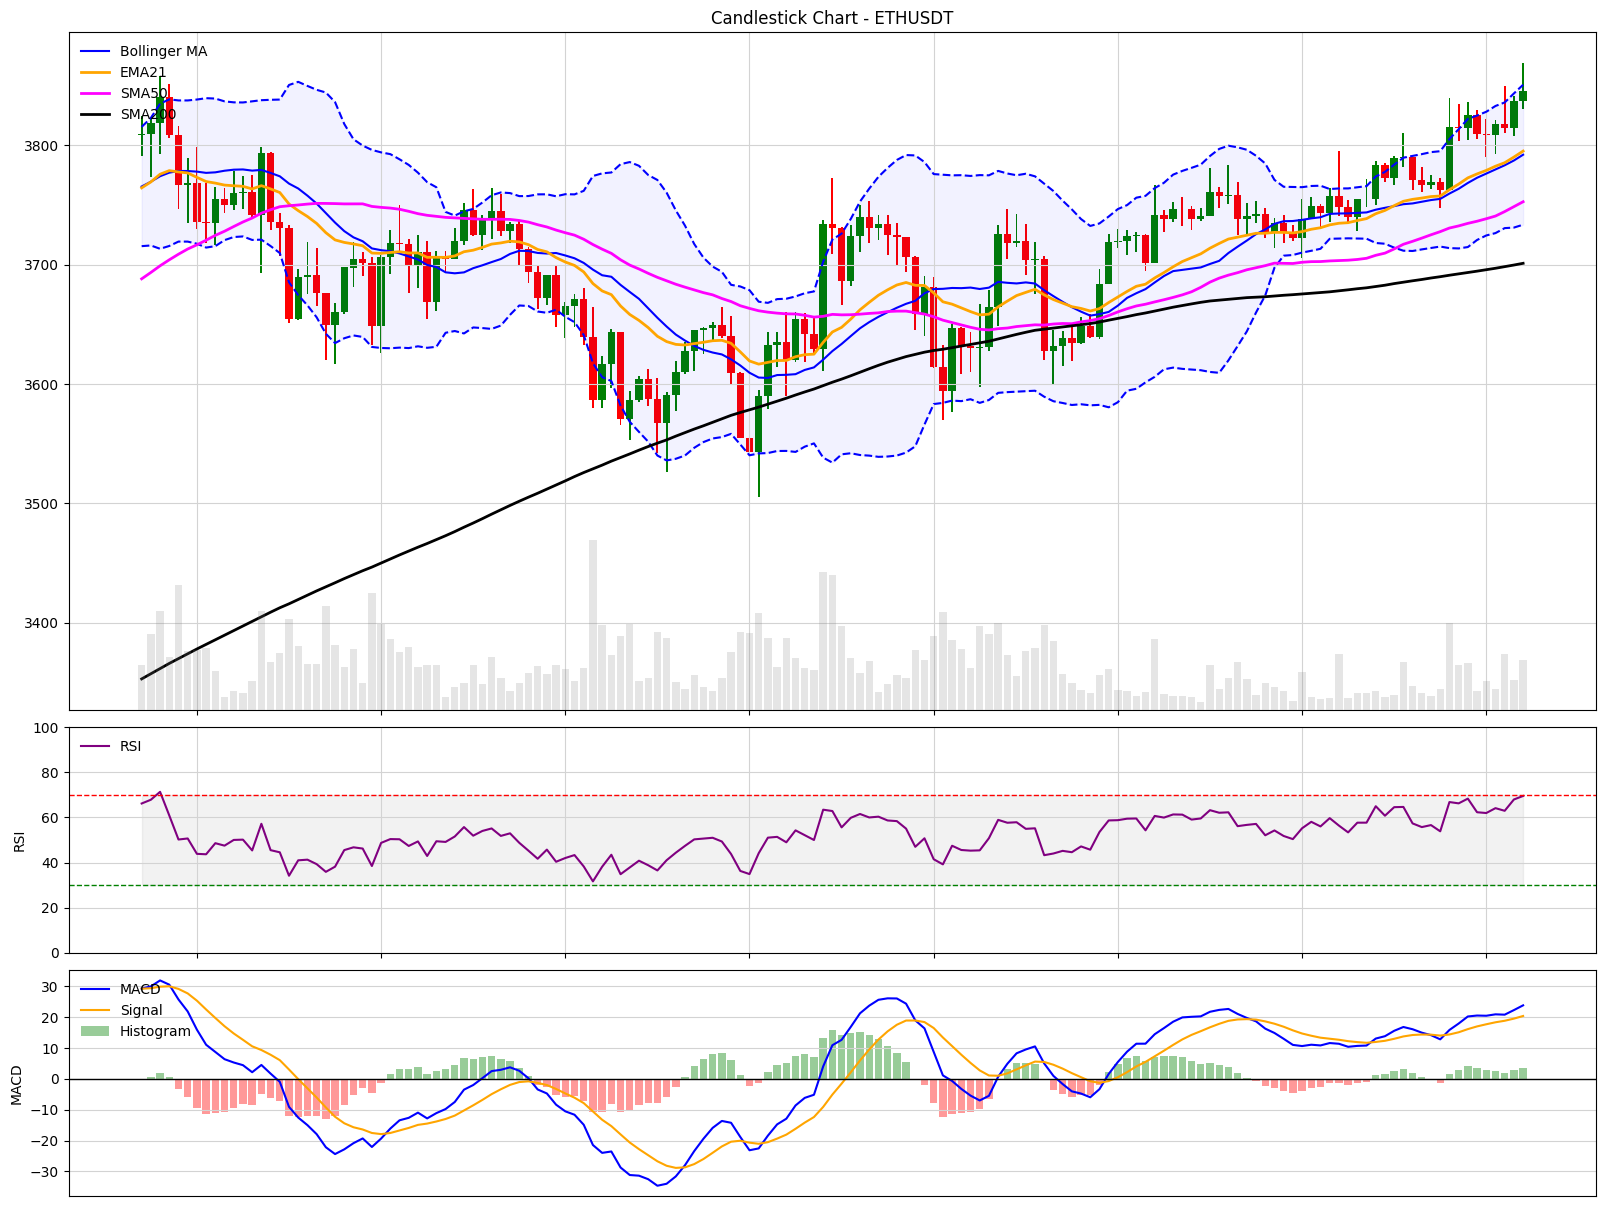 Candlestick Chart - ETHUSDT
Bollinger MA
EMA21
SMA50
SMA200
3800
3700
3600
3500
3400
RSI
100
80
60
40
20
0
RSI
MACD
Signal
Histogram
30
20
10
0
−10
−20
−30
MACD